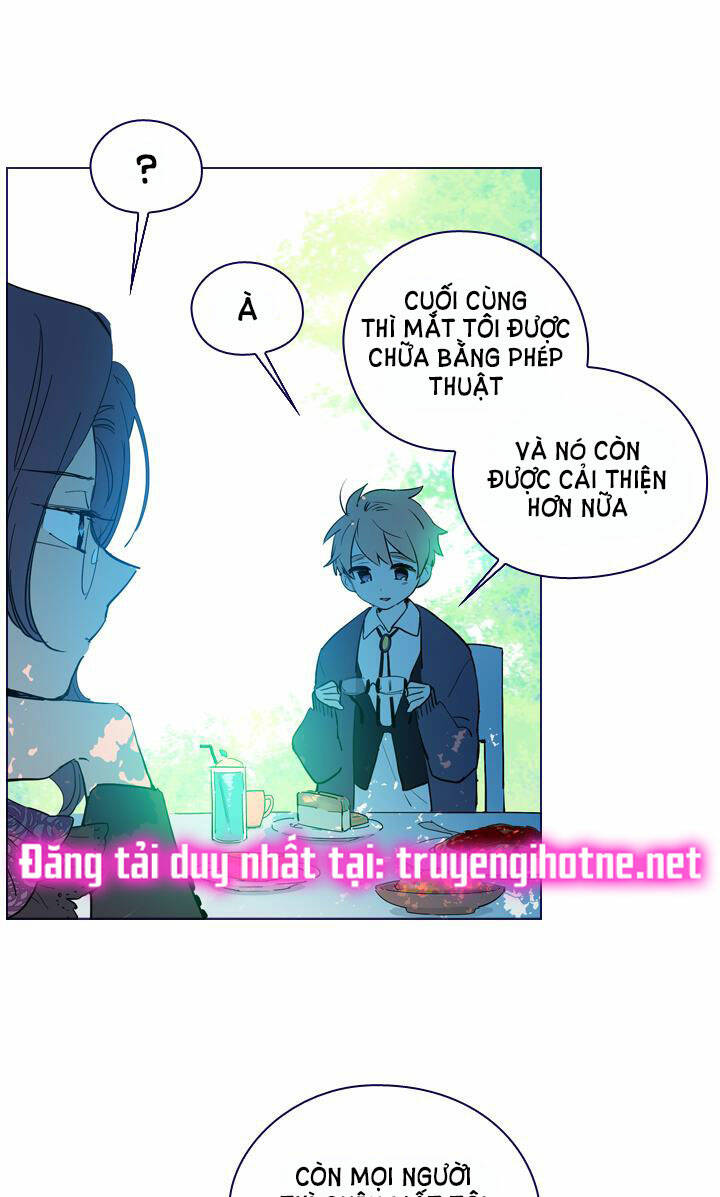 ?
À
CUỐI CÙNG
THÌ MẮT TÔI ĐƯỢC
CHỮA BẰNG PHÉP
THUẬT
VÀ NÓ CÒN
ĐƯỢC CẢI THIỆN
HƠN NỮA
Đăng tải duy nhất tại: truyengihotne.net
CÒN MỌI NGƯỜI